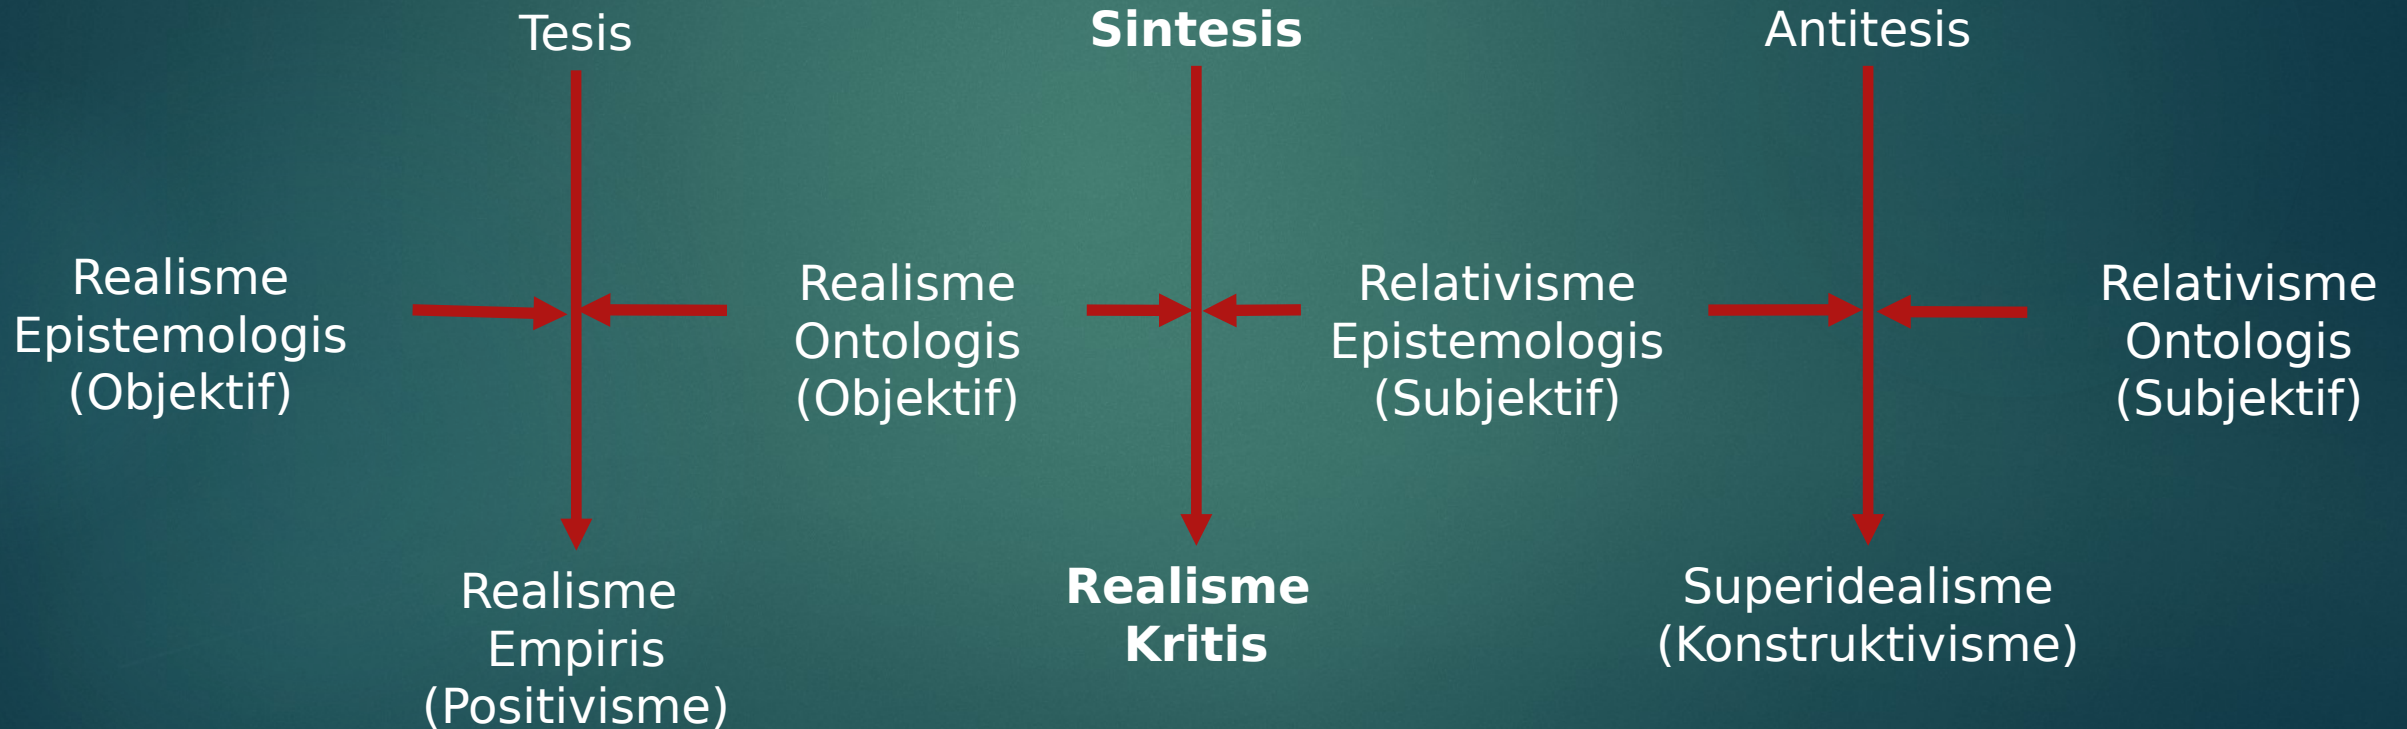 Tesis
Sintesis
Antitesis
Realisme
Epistemologis
(Objektif)
Realisme
Ontologis
(Objektif)
Relativisme
Epistemologis
(Subjektif)
Relativisme
Ontologis
(Subjektif)
Realisme
Empiris
(Positivisme)
Realisme
Kritis
Superidealisme
(Konstruktivisme)